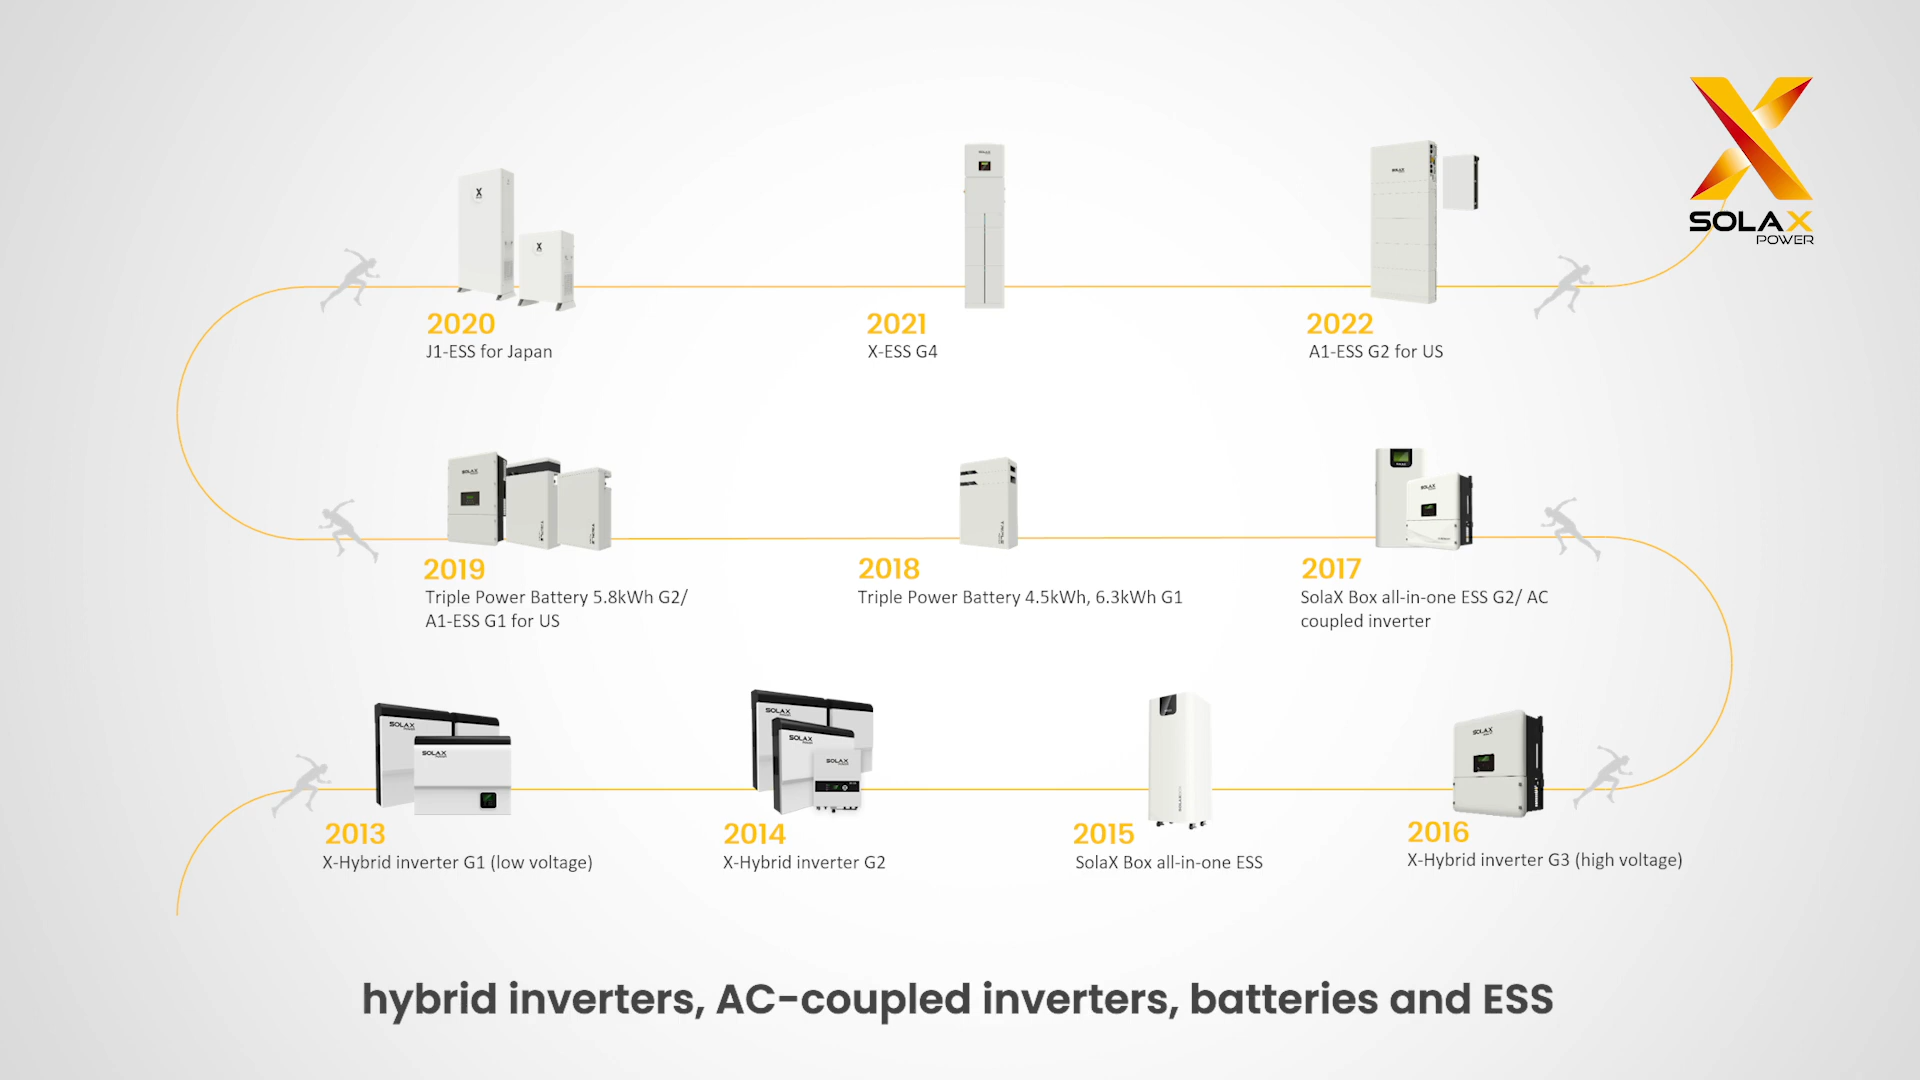 SOLAX
POWER
2020
J1-ESS for Japan
2021
X-ESS G4
2022
A1-ESS G2 for US
2019
Triple Power Battery 5.8kWh G2/
A1-ESS G1 for US
2018
Triple Power Battery 4.5kWh, 6.3kWh G1
2017
SolaX Box all-in-one ESS G2/ AC
coupled inverter
2013
X-Hybrid inverter G1 (low voltage)
2014
X-Hybrid inverter G2
2015
SolaX Box all-in-one ESS
2016
X-Hybrid inverter G3 (high voltage)
hybrid inverters, AC-coupled inverters, batteries and ESS